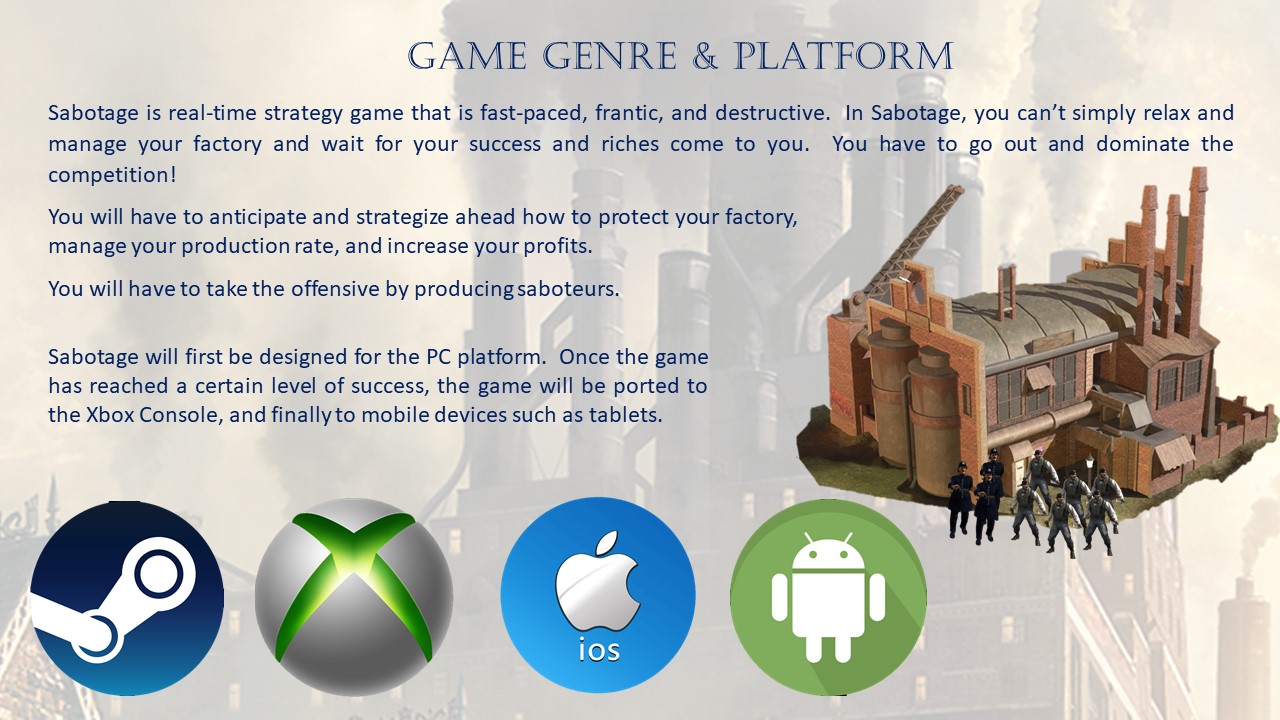 GAME GENRE & PLATFORM
Sabotage is real-time strategy game that is fast-paced, frantic, and destructive. In Sabotage, you can’t simply relax and
manage your factory and wait for your success and riches come to you. You have to go out and dominate the
competition!
You will have to anticipate and strategize ahead how to protect your factory,
manage your production rate, and increase your profits.
You will have to take the offensive by producing saboteurs.
Sabotage will first be designed for the PC platform. Once the game
has reached a certain level of success, the game will be ported to
the Xbox Console, and finally to mobile devices such as tablets.
ios